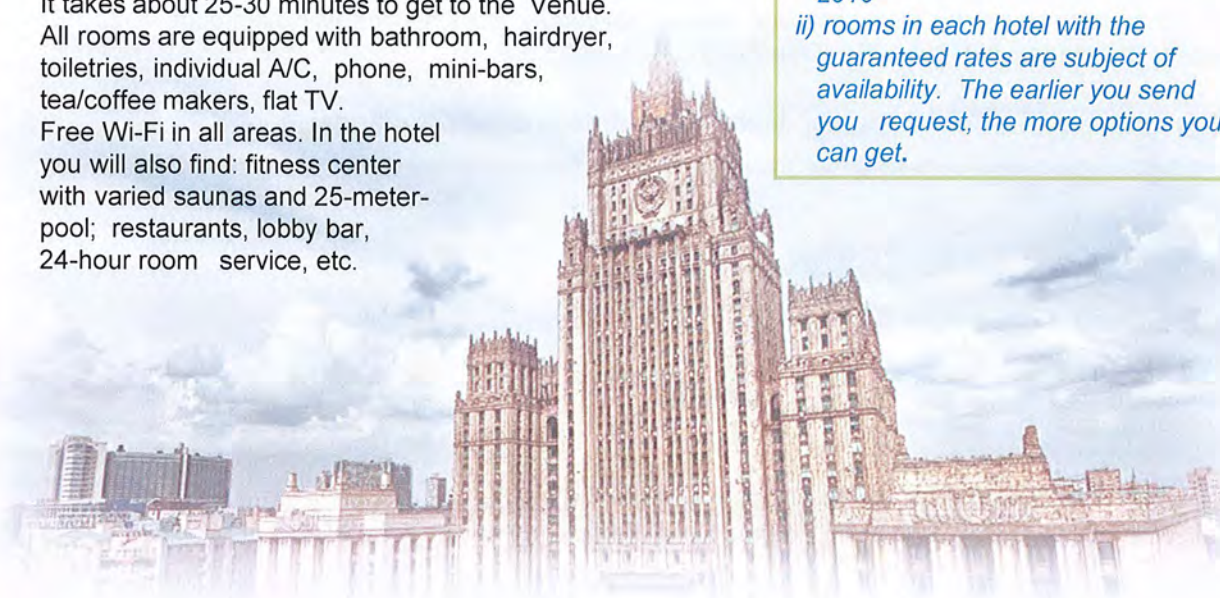 It takes about 25-30 minutes to get to the Venue.
All rooms are equipped with bathroom, hairdryer,
toiletries, individual A/C, phone, mini-bars,
tea/coffee makers, flat TV.
Free Wi-Fi in all areas. In the hotel
you will also find: fitness center
with varied saunas and 25-meter-
pool; restaurants, lobby bar,
24-hour room service, etc.
ii) rooms in each hotel with the
guaranteed rates are subject of
availability. The earlier you send
you request, the more options you
can get.